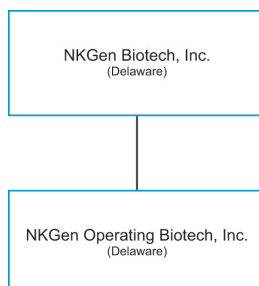 NKGen Biotech, Inc.
(Delaware)
NKGen Operating Biotech, Inc.
(Delaware)